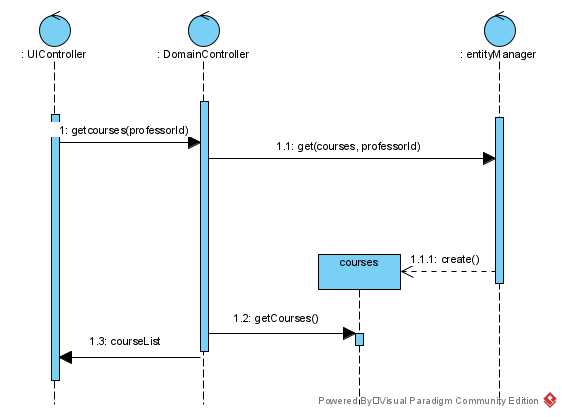 : UIController
: DomainController
: entityManager
1: getcourses(professorId)
1.1: get(courses, professorId)
courses
1.1.1: create()
1.2: getCourses()
1.3: courseList
Powered By□Visual Paradigm Community Edition